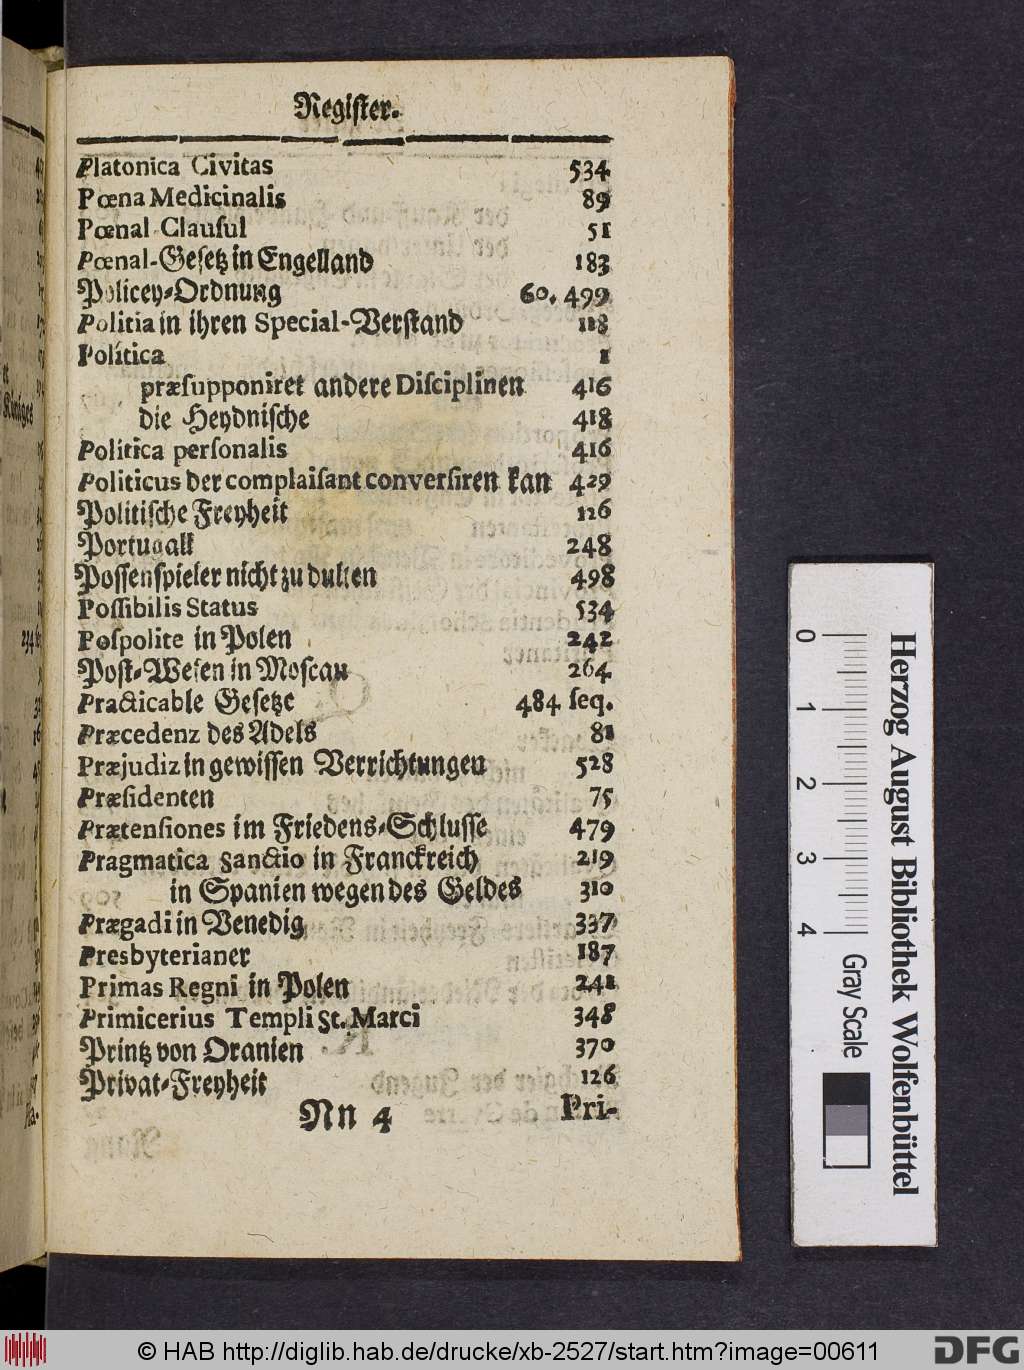 Regiſter.
Platonica Civitas 534
Pœna Medicinalis 89
Pœnal-Clauſul 51
Pœnal-Geſetz in Engelland 183
Policey-Ordnung 60. 499
Politia in ihren Special-Verſtand 118
Politica 1
præſupponiret andere Diſciplinen 416
die Heydniſche 418
Politica perſonalis 416
Politicus der complaiſant converſiren kan 429
Politiſche Freyheit 126
Portugall 248
Poſſenſpieler nicht zu dulten 498
Poſſibilis Status 534
Poſpolite in Polen 242
Poſt-Weſen in Moſcau 264
Practicable Geſetze 484 ſeq.
Præcedenz des Adels 81
Præjudiz in gewiſſen Verrichtungen 528
Præſidenten 75
Prætenſiones im Friedens-Schluſſe 479
Pragmatica Sanctio in Franckreich 219
in Spanien wegen des Geldes 310
Prægadi in Venedig 337
Presbyterianer 187
Primas Regni in Polen 241
Primicerius Templi St. Marci 348
Printz von Oranien 370
Privat-Freyheit 126
Nn 4 Pri-
Königes
0 1 2 3 4
Gray Scale
Herzog August Bibliothek Wolfenbüttel
© HAB http://diglib.hab.de/drucke/xb-2527/start.htm?image=00611
DFG